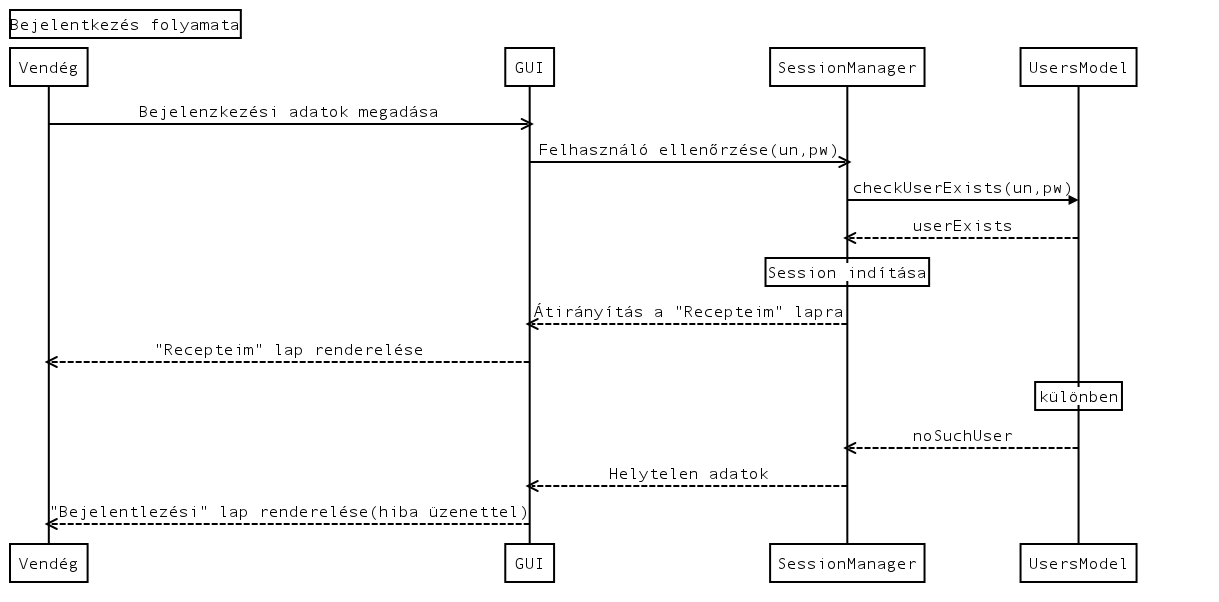 Bejelentkezés folyamata
Vendég
GUI
SessionManager
UsersModel
Bejelenzkezési adatok megadása
Felhasználó ellenőrzése(un,pw)
checkUserExists(un,pw)
userExists
Session indítása
Átirányítás a "Recepteim" lapra
"Recepteim" lap renderelése
különben
noSuchUser
Helytelen adatok
"Bejelentlezési" lap renderelése(hiba üzenettel)
Vendég
GUI
SessionManager
UsersModel